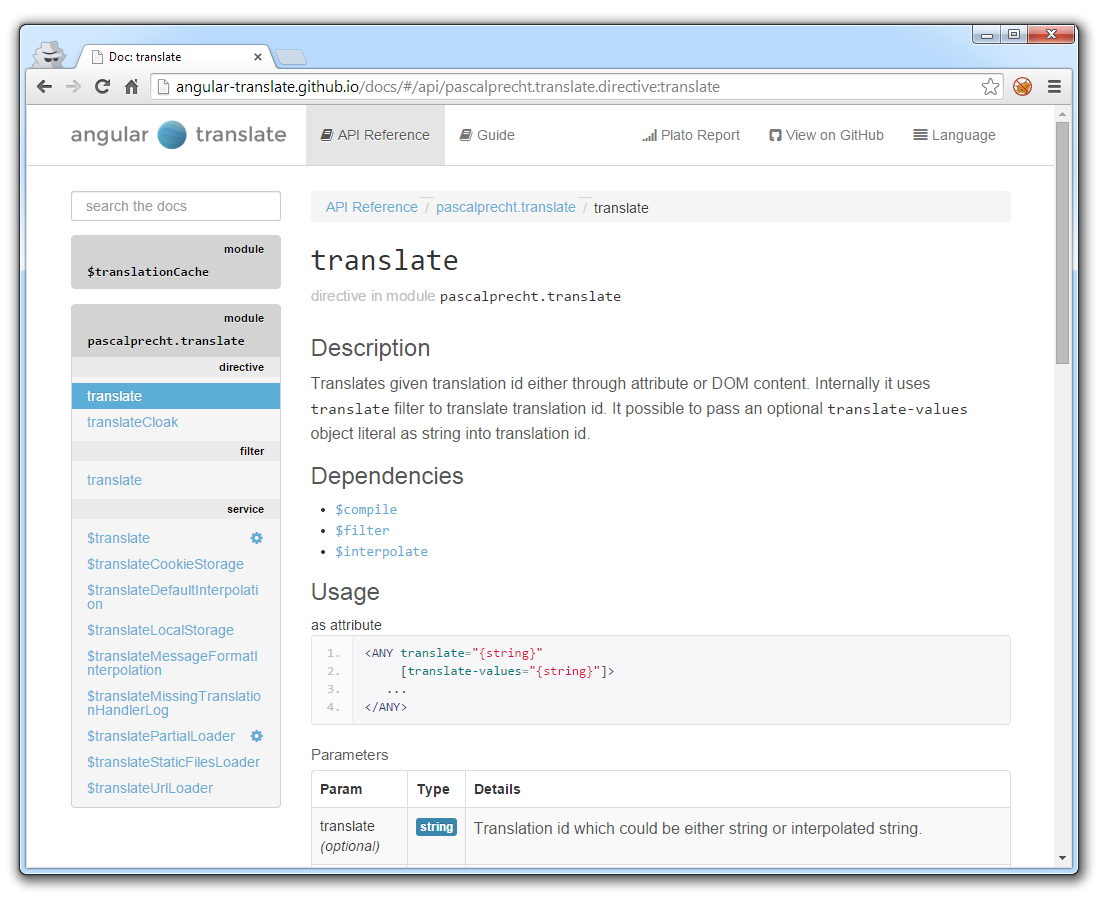 Doc: translate
angular-translate.github.io/docs/#/api/pascalprecht.translate.directive:translate
angular translate
API Reference
Guide
Plato Report
View on GitHub
Language
search the docs
module
$translationCache
module
pascalprecht.translate
directive
translate
translateCloak
filter
translate
service
$translate
$translateCookieStorage
$translateDefaultInterpolati
on
$translateLocalStorage
$translateMessageFormatI
nterpolation
$translateMissingTranslatio
nHandlerLog
$translatePartialLoader
$translateStaticFilesLoader
$translateUrlLoader
API Reference / pascalprecht.translate / translate
translate
directive in module pascalprecht.translate
Description
Translates given translation id either through attribute or DOM content. Internally it uses
translate filter to translate translation id. It possible to pass an optional translate-values
object literal as string into translation id.
Dependencies
• $compile
• $filter
• $interpolate
Usage
as attribute
1. <ANY translate="{string}"
2. [translate-values="{string}"]>
3. ...
4. </ANY>
Parameters
Param Type Details
translate string Translation id which could be either string or interpolated string.
(optional)